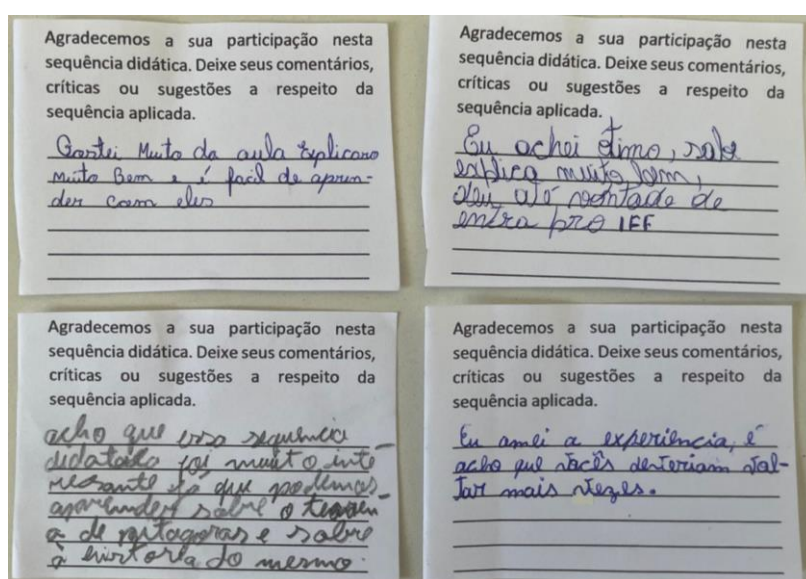 Agradecemos a sua participação nesta
sequência didática. Deixe seus comentários,
críticas ou sugestões a respeito da
sequência aplicada.
Gostei Muito da aula Explicano
Muito Bem e é facil de apren-
der com eles
Agradecemos a sua participação nesta
sequência didática. Deixe seus comentários,
críticas ou sugestões a respeito da
sequência aplicada.
Eu achei ótimo, sabe
explica muito bem,
deu até vontade de
entra pro IFF
Agradecemos a sua participação nesta
sequência didática. Deixe seus comentários,
críticas ou sugestões a respeito da
sequência aplicada.
acho que essa sequencia
foi muito inte
ressante já que podemos
aprender sobre o teorem
a de pitagoras e sobre
a do mesmo.
Agradecemos a sua participação nesta
sequência didática. Deixe seus comentários,
críticas ou sugestões a respeito da
sequência aplicada.
Eu amei a experiência, é
acho que vocês deveriam vol-
tar mais vezes.